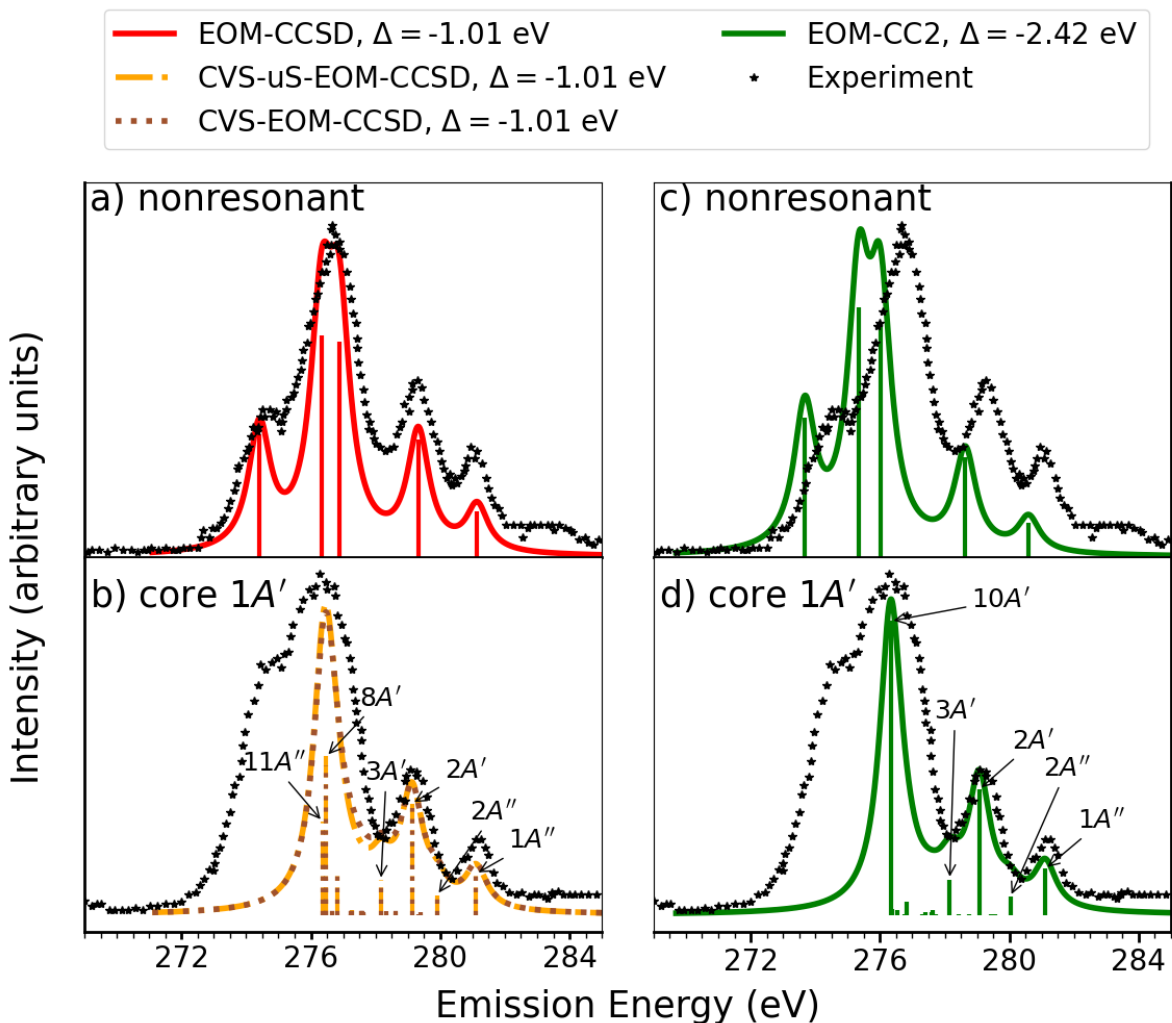 EOM-CCSD, Δ = -1.01 eV
CVS-uS-EOM-CCSD, Δ = -1.01 eV
CVS-EOM-CCSD, Δ = -1.01 eV
EOM-CC2, Δ = -2.42 eV
Experiment
Intensity (arbitrary units)
a) nonresonant
c) nonresonant
b) core 1A′
8A′
11A″
3A′
2A′
2A″
1A″
d) core 1A′
10A′
3A′
2A′
2A″
1A″
272 276 280 284
272 276 280 284
Emission Energy (eV)